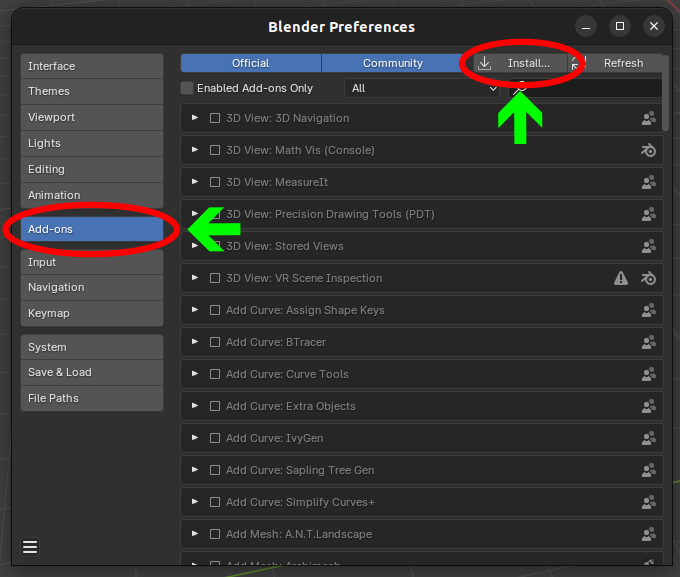 Blender Preferences
Interface
Themes
Viewport
Lights
Editing
Animation
Add-ons
Input
Navigation
Keymap
System
Save & Load
File Paths
Official Community Install... Refresh
Enabled Add-ons Only All
3D View: 3D Navigation
3D View: Math Vis (Console)
3D View: MeasureIt
3D View: Precision Drawing Tools (PDT)
3D View: Stored Views
3D View: VR Scene Inspection
Add Curve: Assign Shape Keys
Add Curve: BTracer
Add Curve: Curve Tools
Add Curve: Extra Objects
Add Curve: IvyGen
Add Curve: Sapling Tree Gen
Add Curve: Simplify Curves+
Add Mesh: A.N.T.Landscape
Add Mesh: Archimesh